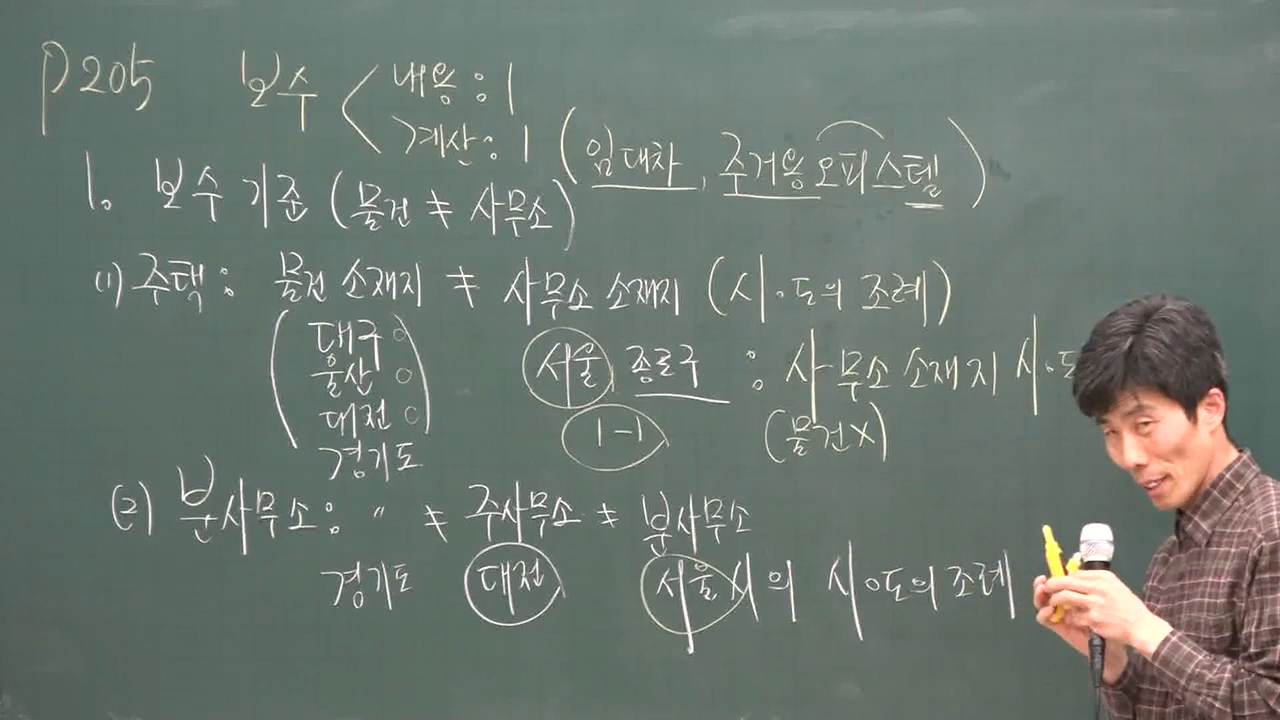 P205 보수 < 내용 : 1
계산 : 1 (임대차, 주거용 오피스텔)
1. 보수 기준 (물건 ≠ 사무소)
(1) 주택 : 물건 소재지 ≠ 사무소 소재지 (시·도의 조례)
(대구○ 서울 종로구 : 사무소 소재지 시·도
울산○
대전○) 1-1 (물건X)
경기도
(2) 분사무소 : 〃 ≠ 주사무소 ≠ 분사무소
경기도 대전 서울시의 시·도의 조례